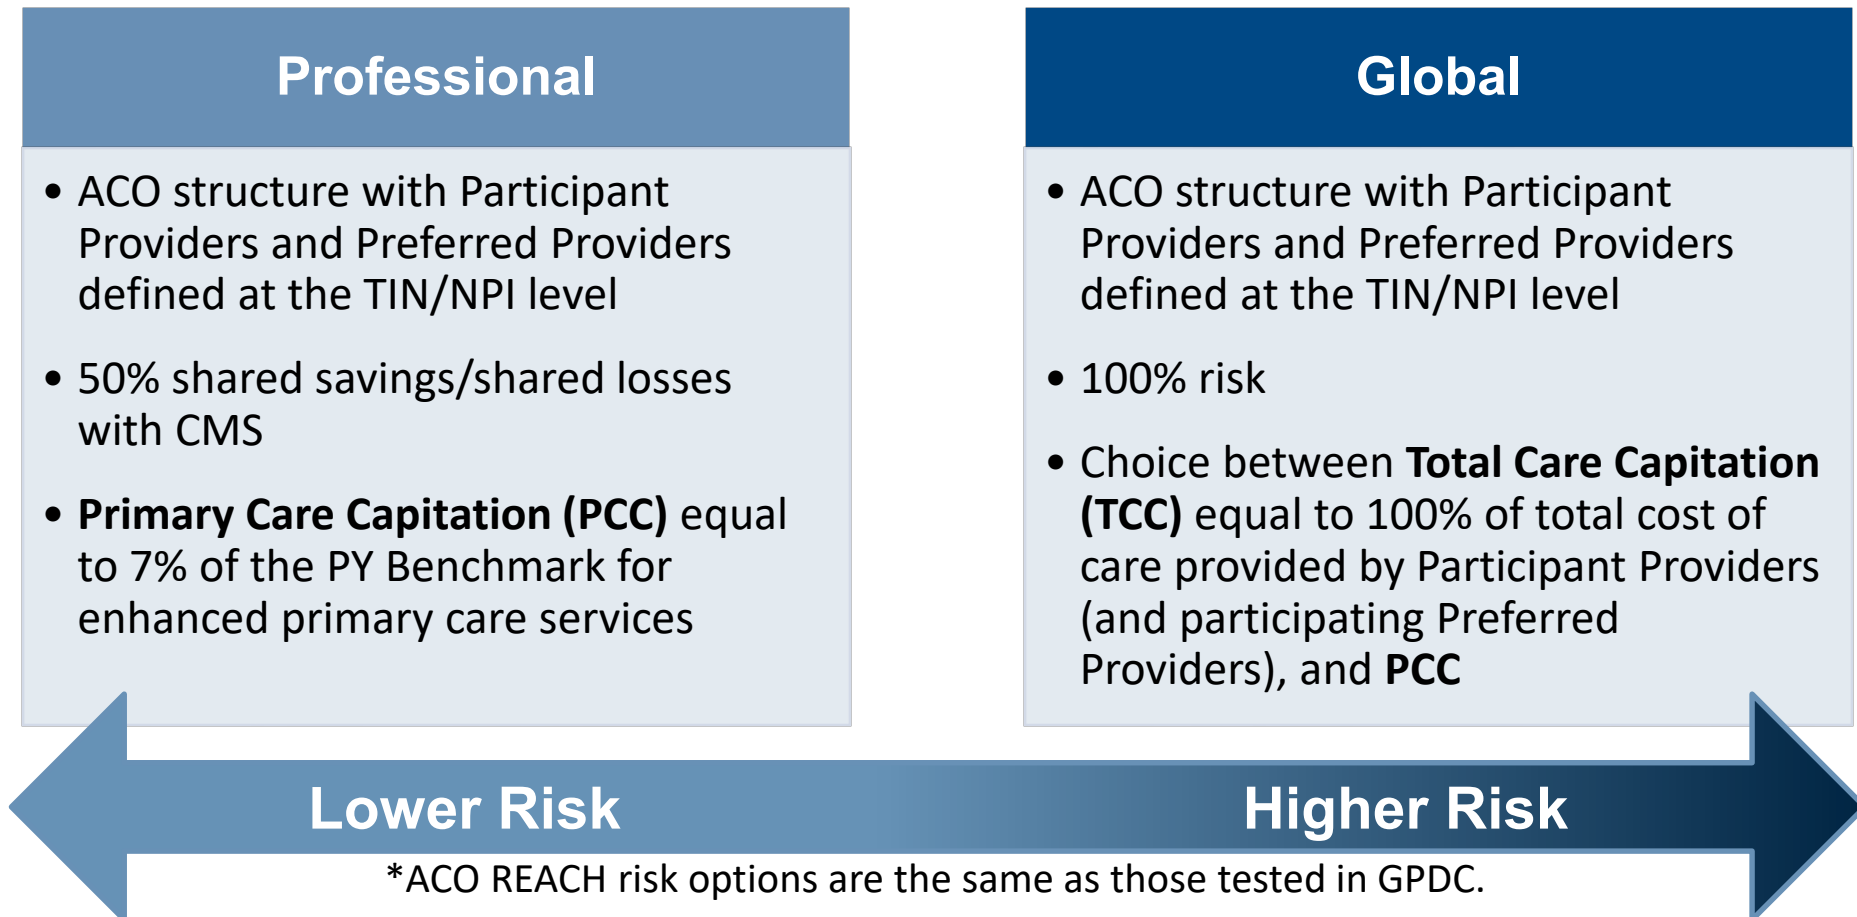 Professional
• ACO structure with Participant
Providers and Preferred Providers
defined at the TIN/NPI level
• 50% shared savings/shared losses
with CMS
• Primary Care Capitation (PCC) equal
to 7% of the PY Benchmark for
enhanced primary care services
Global
• ACO structure with Participant
Providers and Preferred Providers
defined at the TIN/NPI level
• 100% risk
• Choice between Total Care Capitation
(TCC) equal to 100% of total cost of
care provided by Participant Providers
(and participating Preferred
Providers), and PCC
Lower Risk
Higher Risk
*ACO REACH risk options are the same as those tested in GPDC.